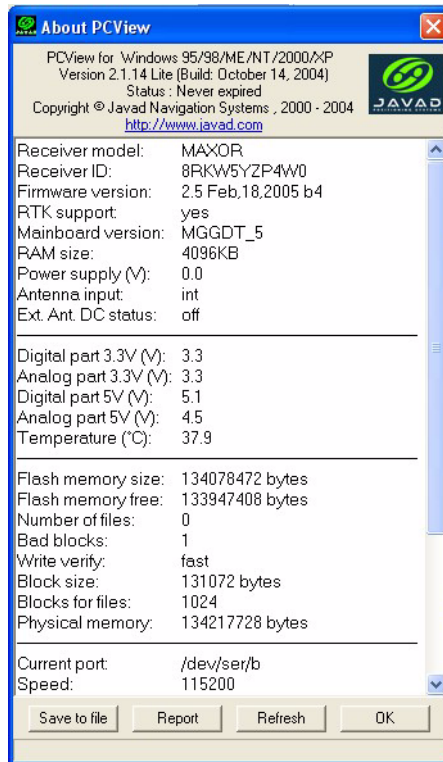 About PCView
PCView for Windows 95/98/ME/NT/2000/XP
Version 2.1.14 Lite (Build: October 14, 2004)
Status : Never expired
Copyright © Javad Navigation Systems , 2000 - 2004
http://www.javad.com
JAVAD
Receiver model: MAXOR
Receiver ID: 8RKW5YZP4W0
Firmware version: 2.5 Feb,18,2005 b4
RTK support: yes
Mainboard version: MGGDT_5
RAM size: 4096KB
Power supply (V): 0.0
Antenna input: int
Ext. Ant. DC status: off
Digital part 3.3V (V): 3.3
Analog part 3.3V (V): 3.3
Digital part 5V (V): 5.1
Analog part 5V (V): 4.5
Temperature (°C): 37.9
Flash memory size: 134078472 bytes
Flash memory free: 133947408 bytes
Number of files: 0
Bad blocks: 1
Write verify: fast
Block size: 131072 bytes
Blocks for files: 1024
Physical memory: 134217728 bytes
Current port: /dev/ser/b
Speed: 115200
Save to file Report Refresh OK